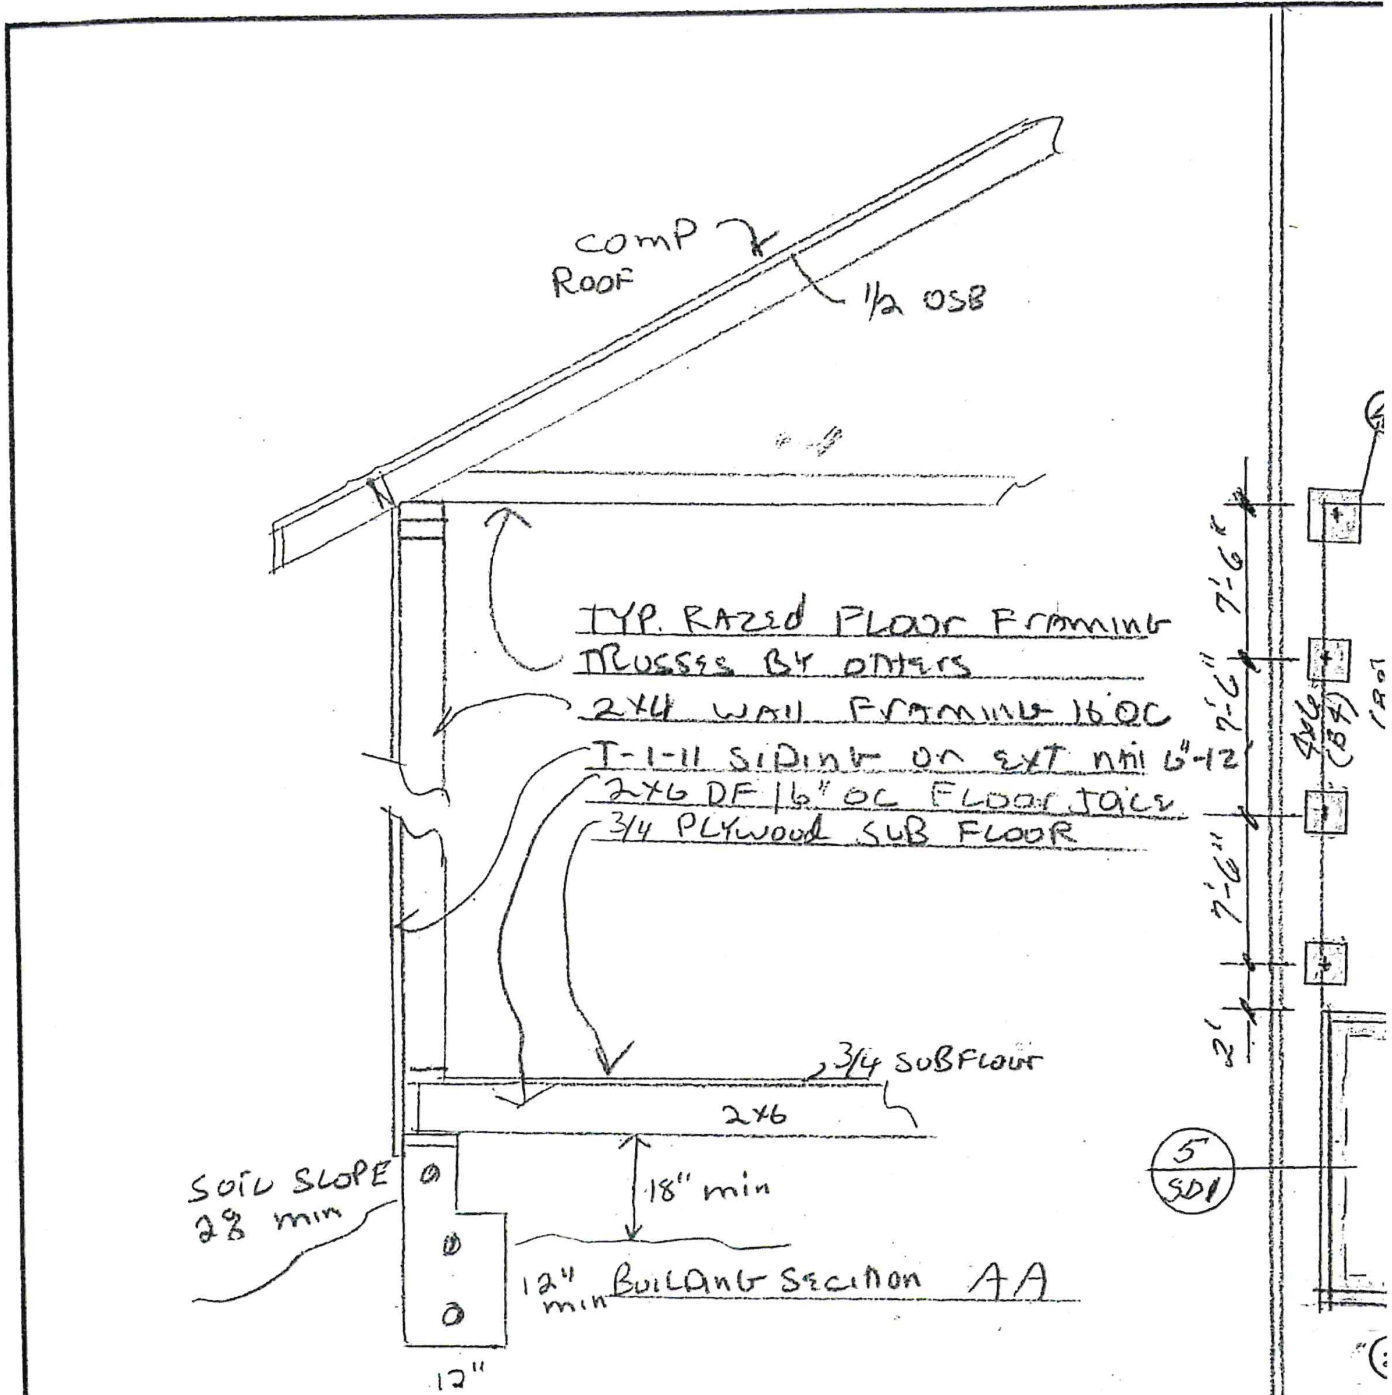 comp
ROOF
1/2 OSB
TYP. RAZED FLOOR FRAMING
TRUSSES BY OTHERS
2X4 WALL FRAMING 16 OC
T-1-11 SIDING ON EXT NAIL 6"-12
2X6 DF 16" OC FLOOR JOICE
3/4 PLYWOOD SUB FLOOR
3/4 SUBFLOOR
2X6
SOIL SLOPE
2% min
18" min
12"
min
BUILDING SECTION AA
12"
7'-6"
7'-6"
7'-6"
2'
4x6
(B4)
5
SD1